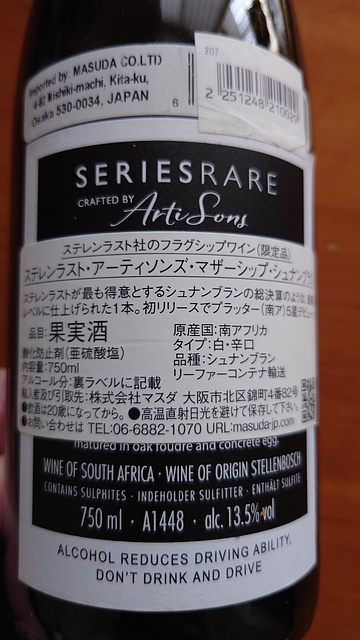 Imported by: MASUDA CO.LTD
4-82 Nishiki-machi, Kita-ku,
Osaka 530-0034, JAPAN
6
207
2 251248 21002
SERIESRARE
CRAFTED BY
ArtiSons
ステレンラスト社のフラグシップワイン(限定品)
ステレンラスト・アーティソンズ・マザーシップ・シュナンブラン
ステレンラストが最も得意とするシュナンブランの総決算のような、
レベルに仕上げられた1本。初リリースでプラッター(南ア)5星デビュー
品目:果実酒
酸化防止剤(亜硫酸塩)
内容量:750ml
アルコール分:裏ラベルに記載
原産国:南アフリカ
タイプ:白・辛口
品種:シュナンブラン
リーファーコンテナ輸送
輸入者及び引取先:株式会社マスダ 大阪市北区錦町4番82号
●飲酒は20歳になってから。●高温直射日光を避けて保存して下さい。
●お問い合わせは TEL:06-6882-1070 URL:masuda-jp.com
matured in oak foudre and concrete egg.
WINE OF SOUTH AFRICA · WINE OF ORIGIN STELLENBOSCH
CONTAINS SULPHITES · INDEHOLDER SULFITTER · ENTHÄLT SULFITE
750 ml · A1448 · alc. 13.5% vol
ALCOHOL REDUCES DRIVING ABILITY,
DON'T DRINK AND DRIVE